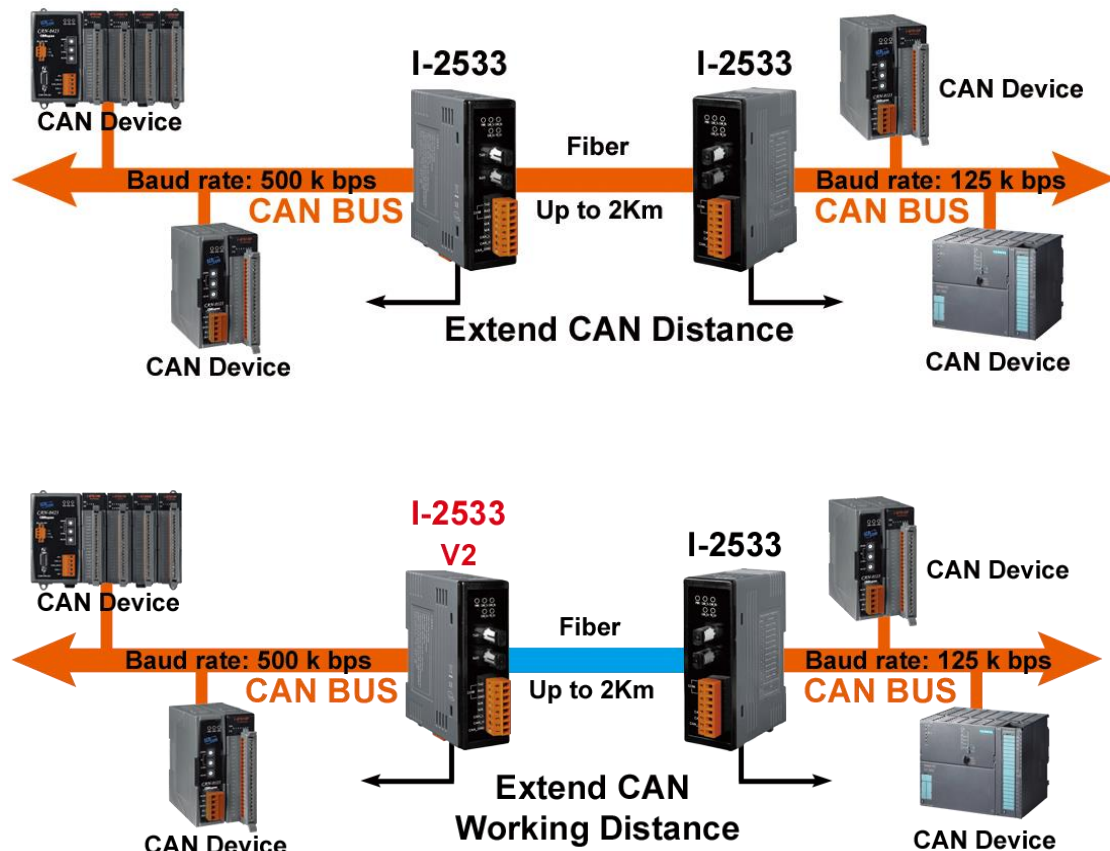 I-2533
I-2533
CAN Device
CAN Device
Fiber
Baud rate: 500 k bps
Baud rate: 125 k bps
CAN BUS
Up to 2Km
CAN BUS
Extend CAN Distance
CAN Device
CAN Device
I-2533
V2
I-2533
CAN Device
CAN Device
Fiber
Baud rate: 500 k bps
Baud rate: 125 k bps
CAN BUS
Up to 2Km
CAN BUS
Extend CAN
Working Distance
CAN Device
CAN Device